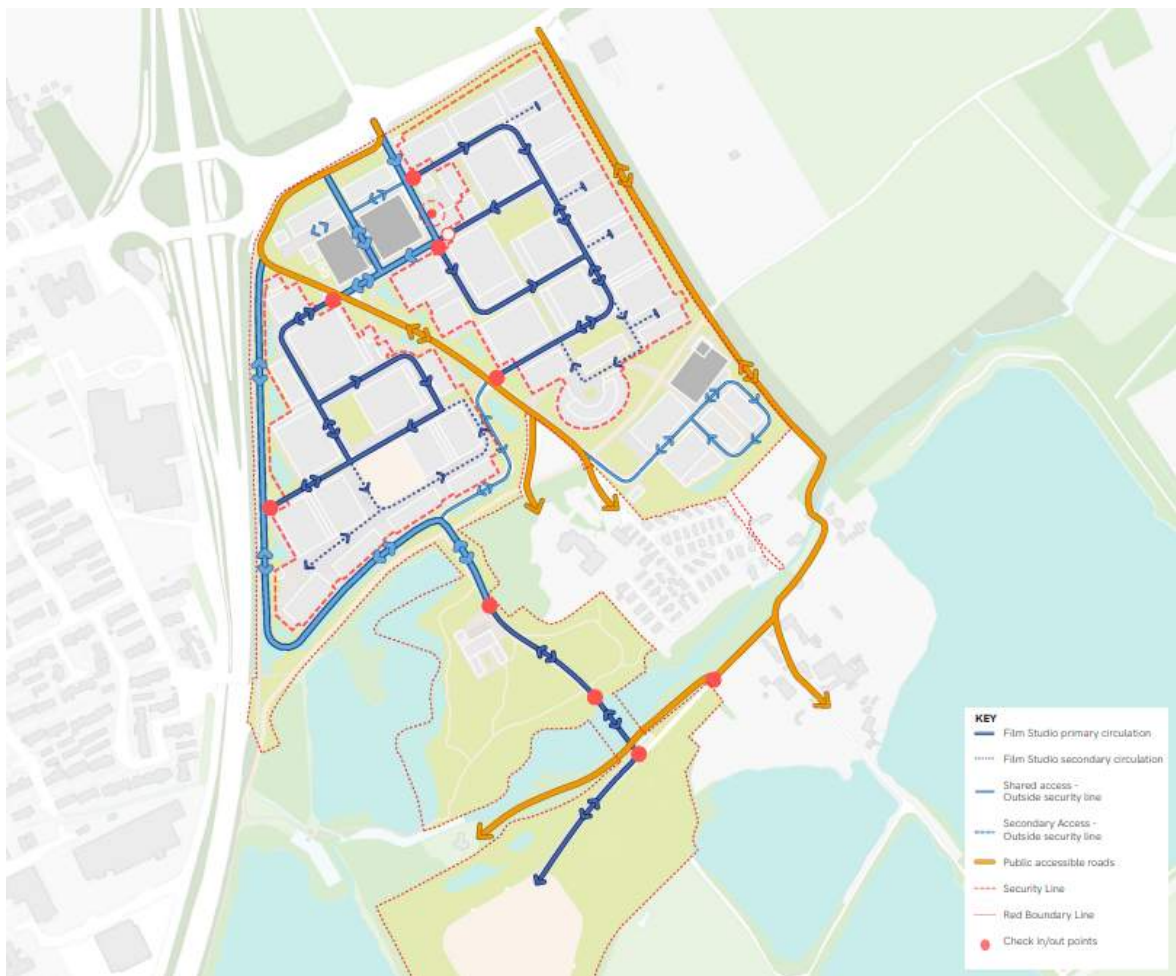 KEY
Film Studio primary circulation
Film Studio secondary circulation
Shared access -
Outside security line
Secondary Access -
Outside security line
Public accessible roads
Security Line
Red Boundary Line
Check in/out points